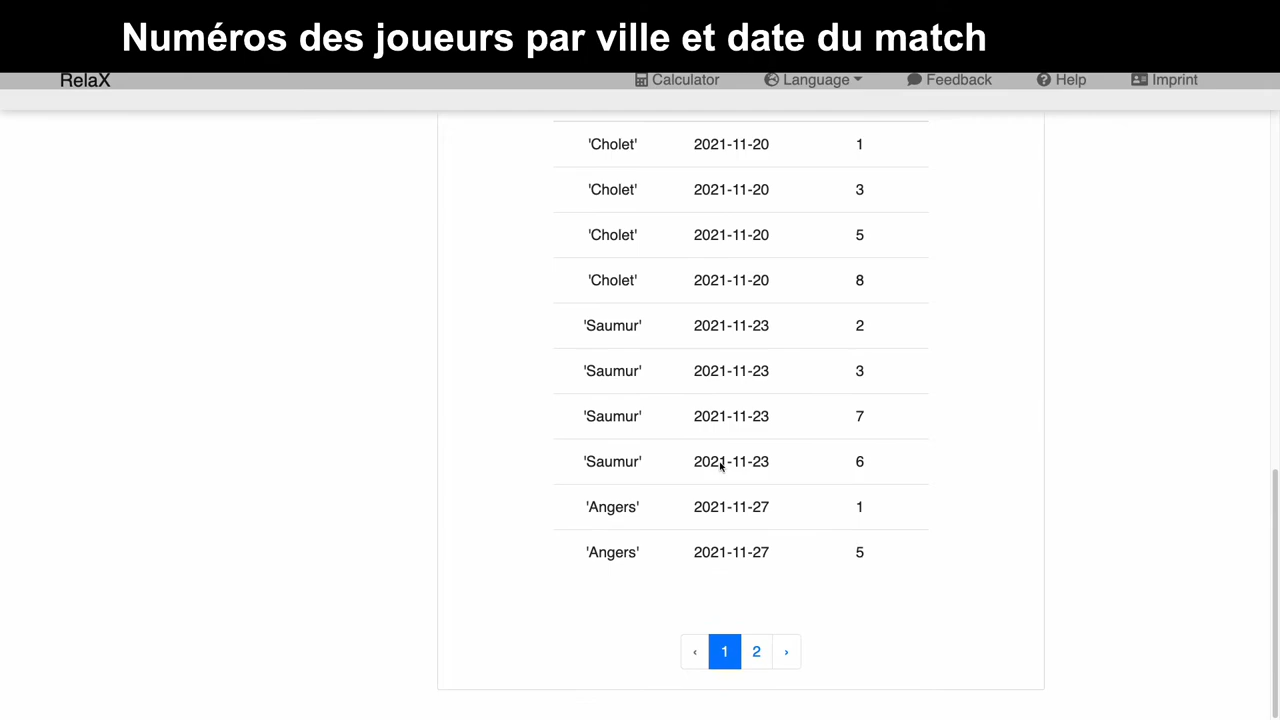 Numéros des joueurs par ville et date du match
RelaX Calculator Language Feedback Help Imprint
'Cholet' 2021-11-20 1
'Cholet' 2021-11-20 3
'Cholet' 2021-11-20 5
'Cholet' 2021-11-20 8
'Saumur' 2021-11-23 2
'Saumur' 2021-11-23 3
'Saumur' 2021-11-23 7
'Saumur' 2021-11-23 6
'Angers' 2021-11-27 1
'Angers' 2021-11-27 5
‹ 1 2 ›